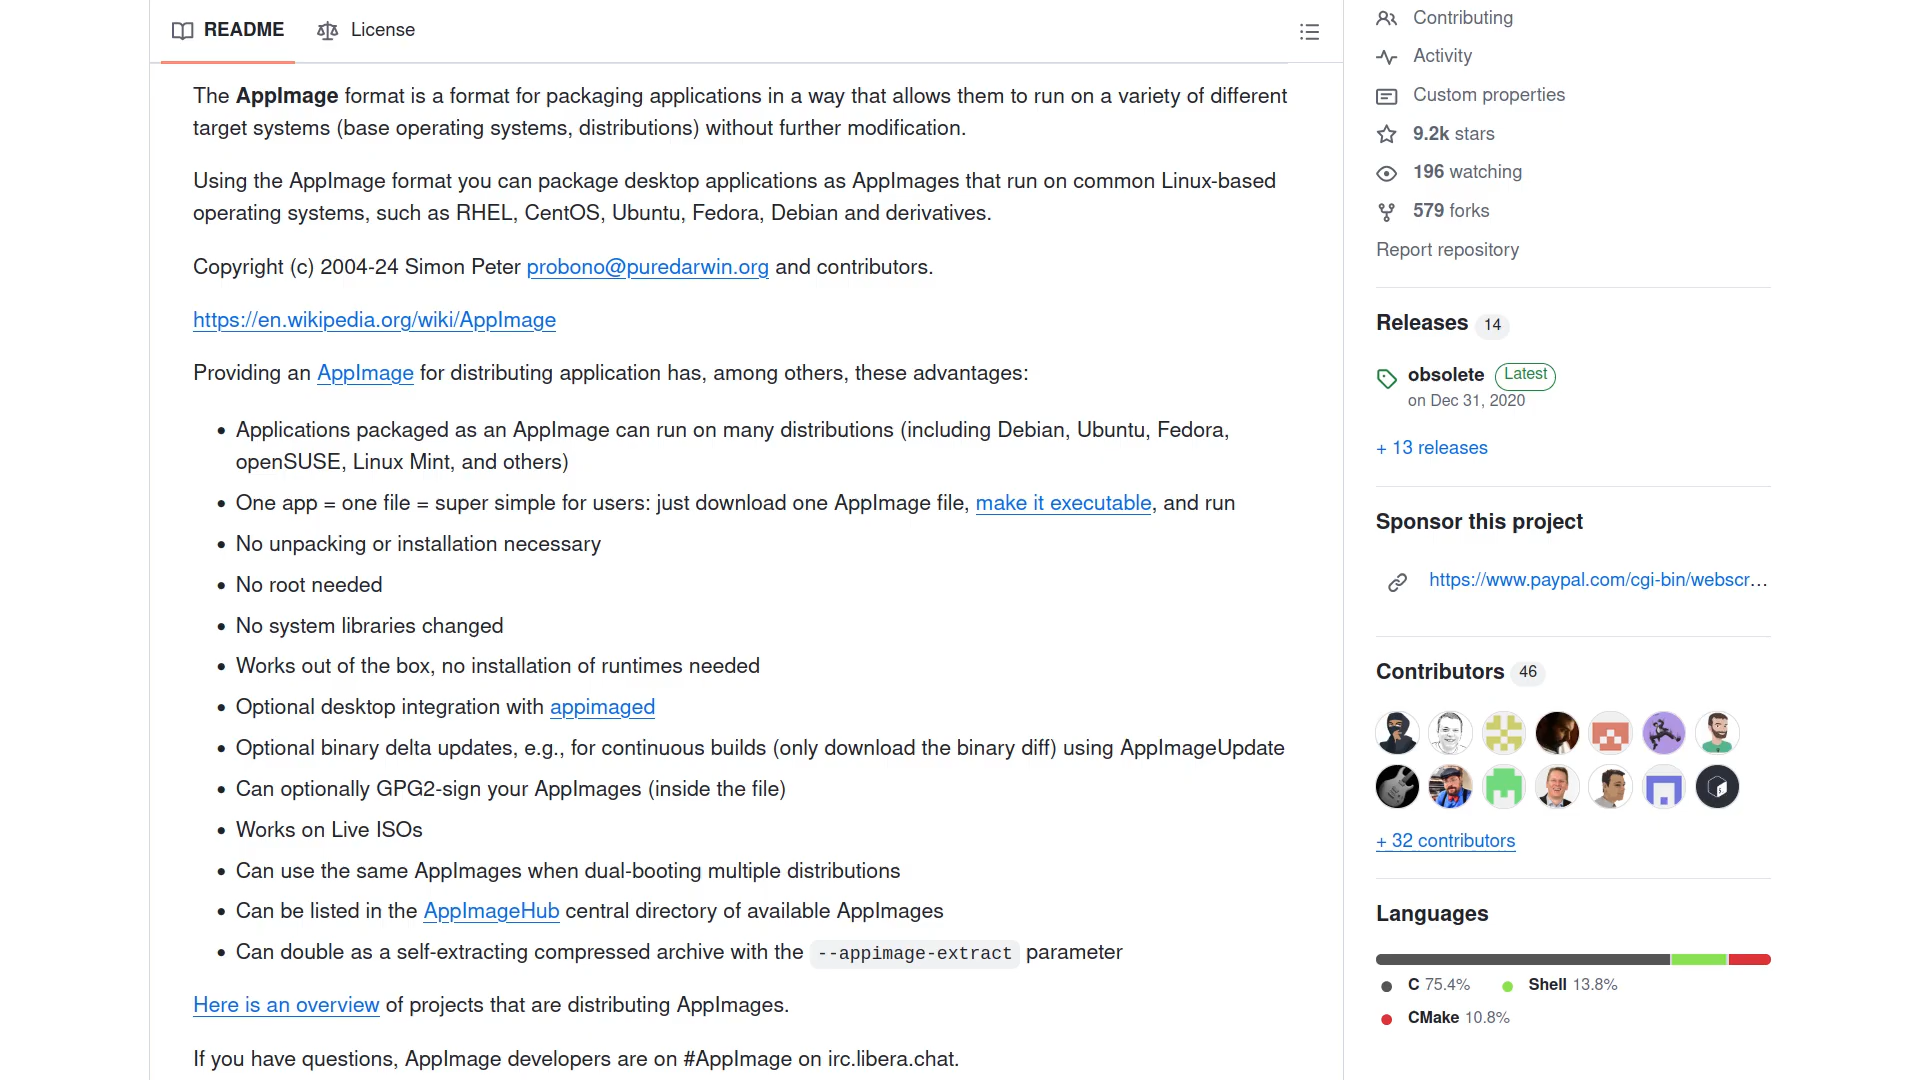 README
License
The AppImage format is a format for packaging applications in a way that allows them to run on a variety of different
target systems (base operating systems, distributions) without further modification.
Using the AppImage format you can package desktop applications as AppImages that run on common Linux-based
operating systems, such as RHEL, CentOS, Ubuntu, Fedora, Debian and derivatives.
Copyright (c) 2004-24 Simon Peter probono@puredarwin.org and contributors.
https://en.wikipedia.org/wiki/AppImage
Providing an AppImage for distributing application has, among others, these advantages:
• Applications packaged as an AppImage can run on many distributions (including Debian, Ubuntu, Fedora,
openSUSE, Linux Mint, and others)
• One app = one file = super simple for users: just download one AppImage file, make it executable, and run
• No unpacking or installation necessary
• No root needed
• No system libraries changed
• Works out of the box, no installation of runtimes needed
• Optional desktop integration with appimaged
• Optional binary delta updates, e.g., for continuous builds (only download the binary diff) using AppImageUpdate
• Can optionally GPG2-sign your AppImages (inside the file)
• Works on Live ISOs
• Can use the same AppImages when dual-booting multiple distributions
• Can be listed in the AppImageHub central directory of available AppImages
• Can double as a self-extracting compressed archive with the --appimage-extract parameter
Here is an overview of projects that are distributing AppImages.
If you have questions, AppImage developers are on #AppImage on irc.libera.chat.
Contributing
Activity
Custom properties
9.2k stars
196 watching
579 forks
Report repository
Releases 14
obsolete Latest
on Dec 31, 2020
+ 13 releases
Sponsor this project
https://www.paypal.com/cgi-bin/webscr…
Contributors 46
+ 32 contributors
Languages
C 75.4% Shell 13.8%
CMake 10.8%